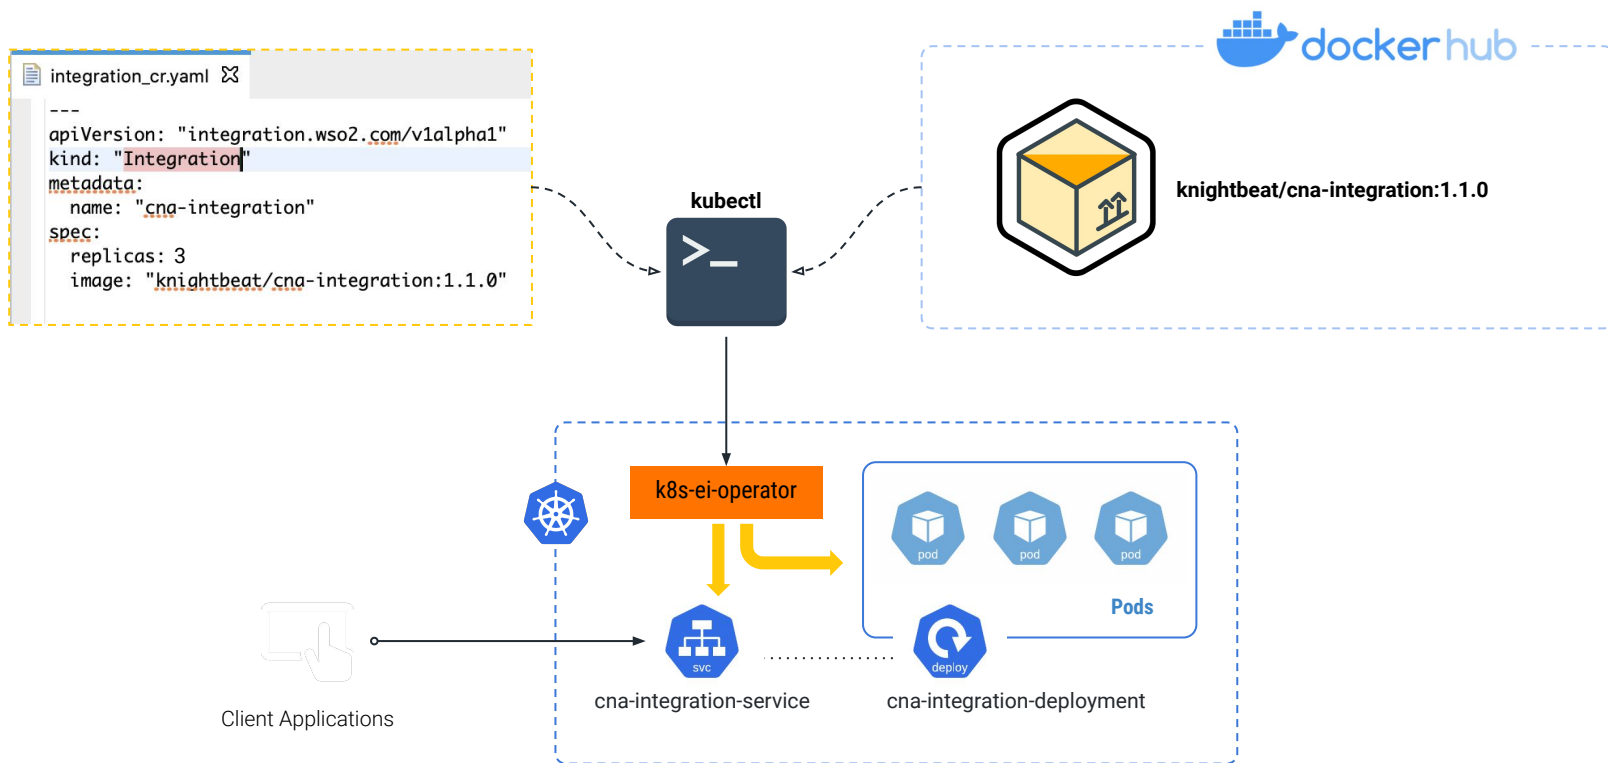 integration_cr.yaml
---
apiVersion: "integration.wso2.com/v1alpha1"
kind: "Integration"
metadata:
  name: "cna-integration"
spec:
  replicas: 3
  image: "knightbeat/cna-integration:1.1.0"
docker hub
knightbeat/cna-integration:1.1.0
kubectl
>_
k8s-ei-operator
pod
pod
pod
Pods
svc
deploy
cna-integration-service
cna-integration-deployment
Client Applications